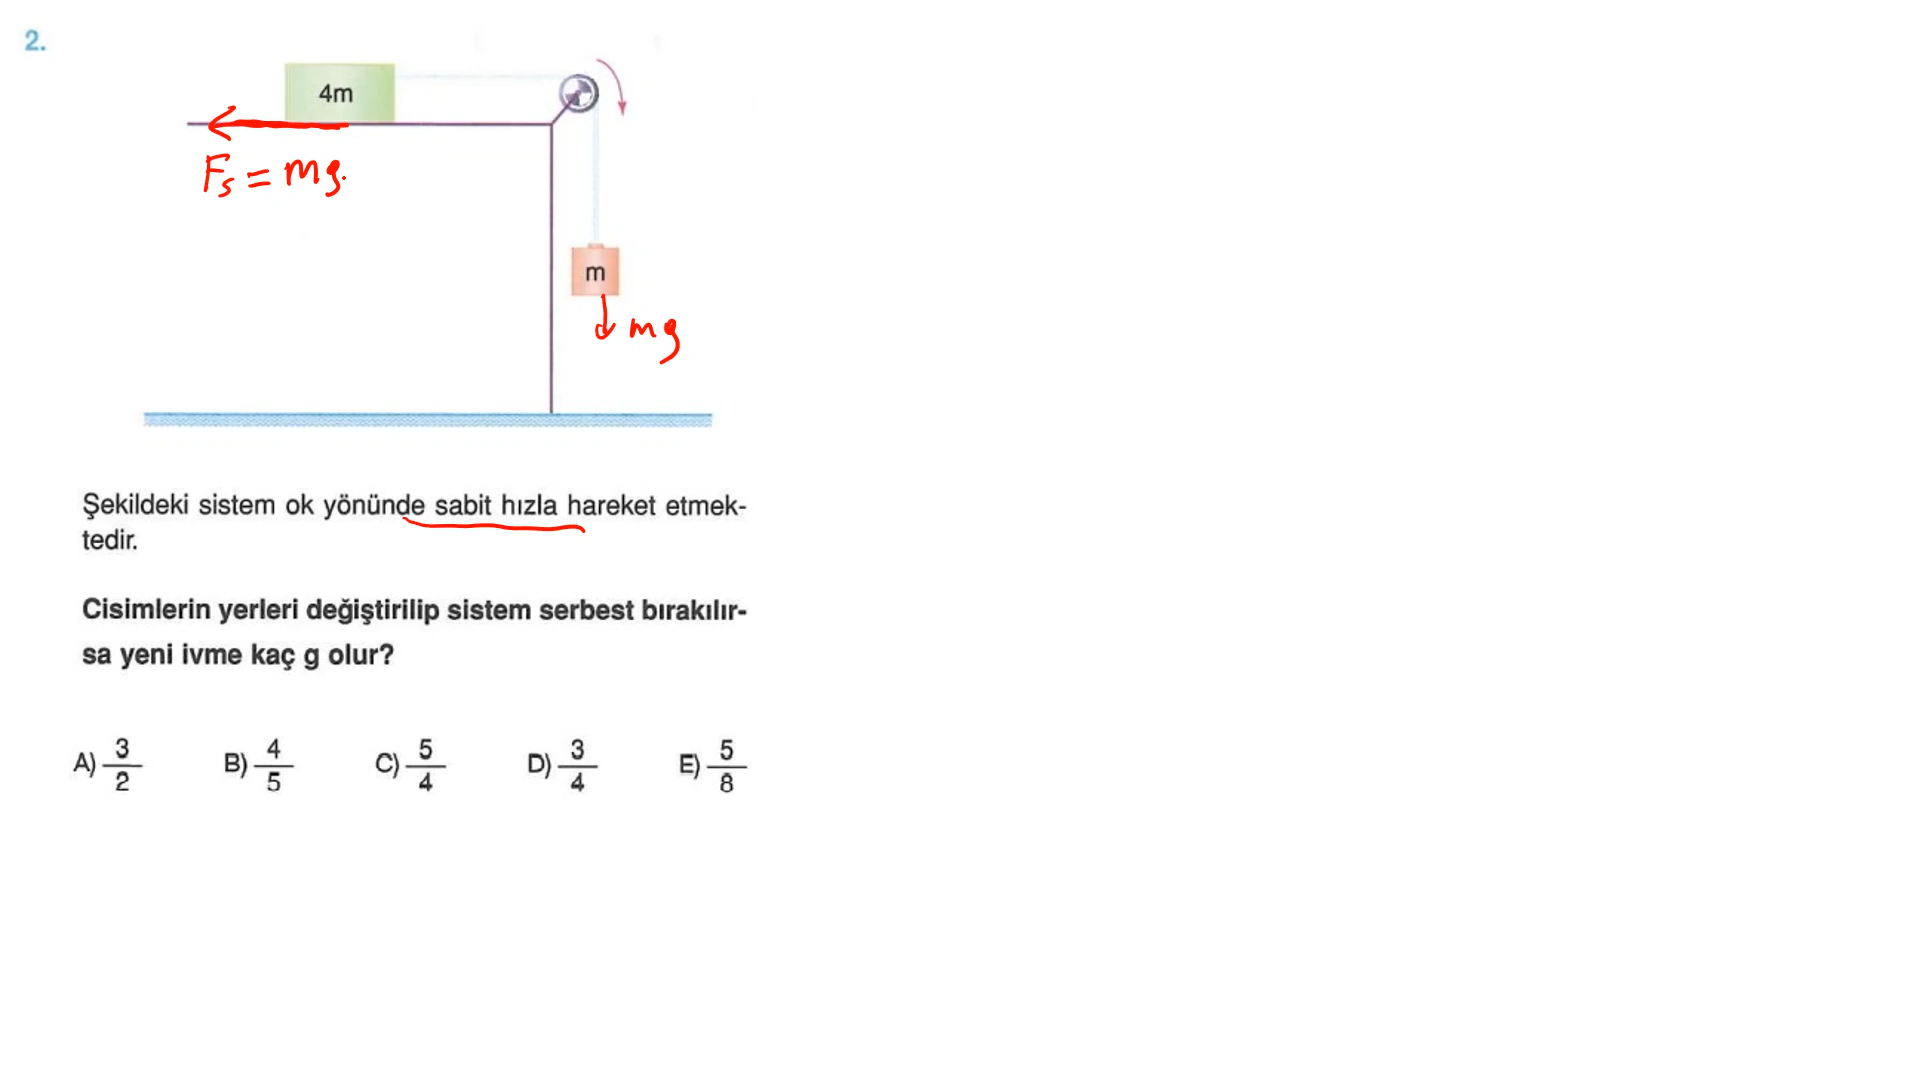 2.
4m
Fs = mg.
m
mg
Şekildeki sistem ok yönünde sabit hızla hareket etmek-
tedir.
Cisimlerin yerleri değiştirilip sistem serbest bırakılır-
sa yeni ivme kaç g olur?
A) 3/2 B) 4/5 C) 5/4 D) 3/4 E) 5/8